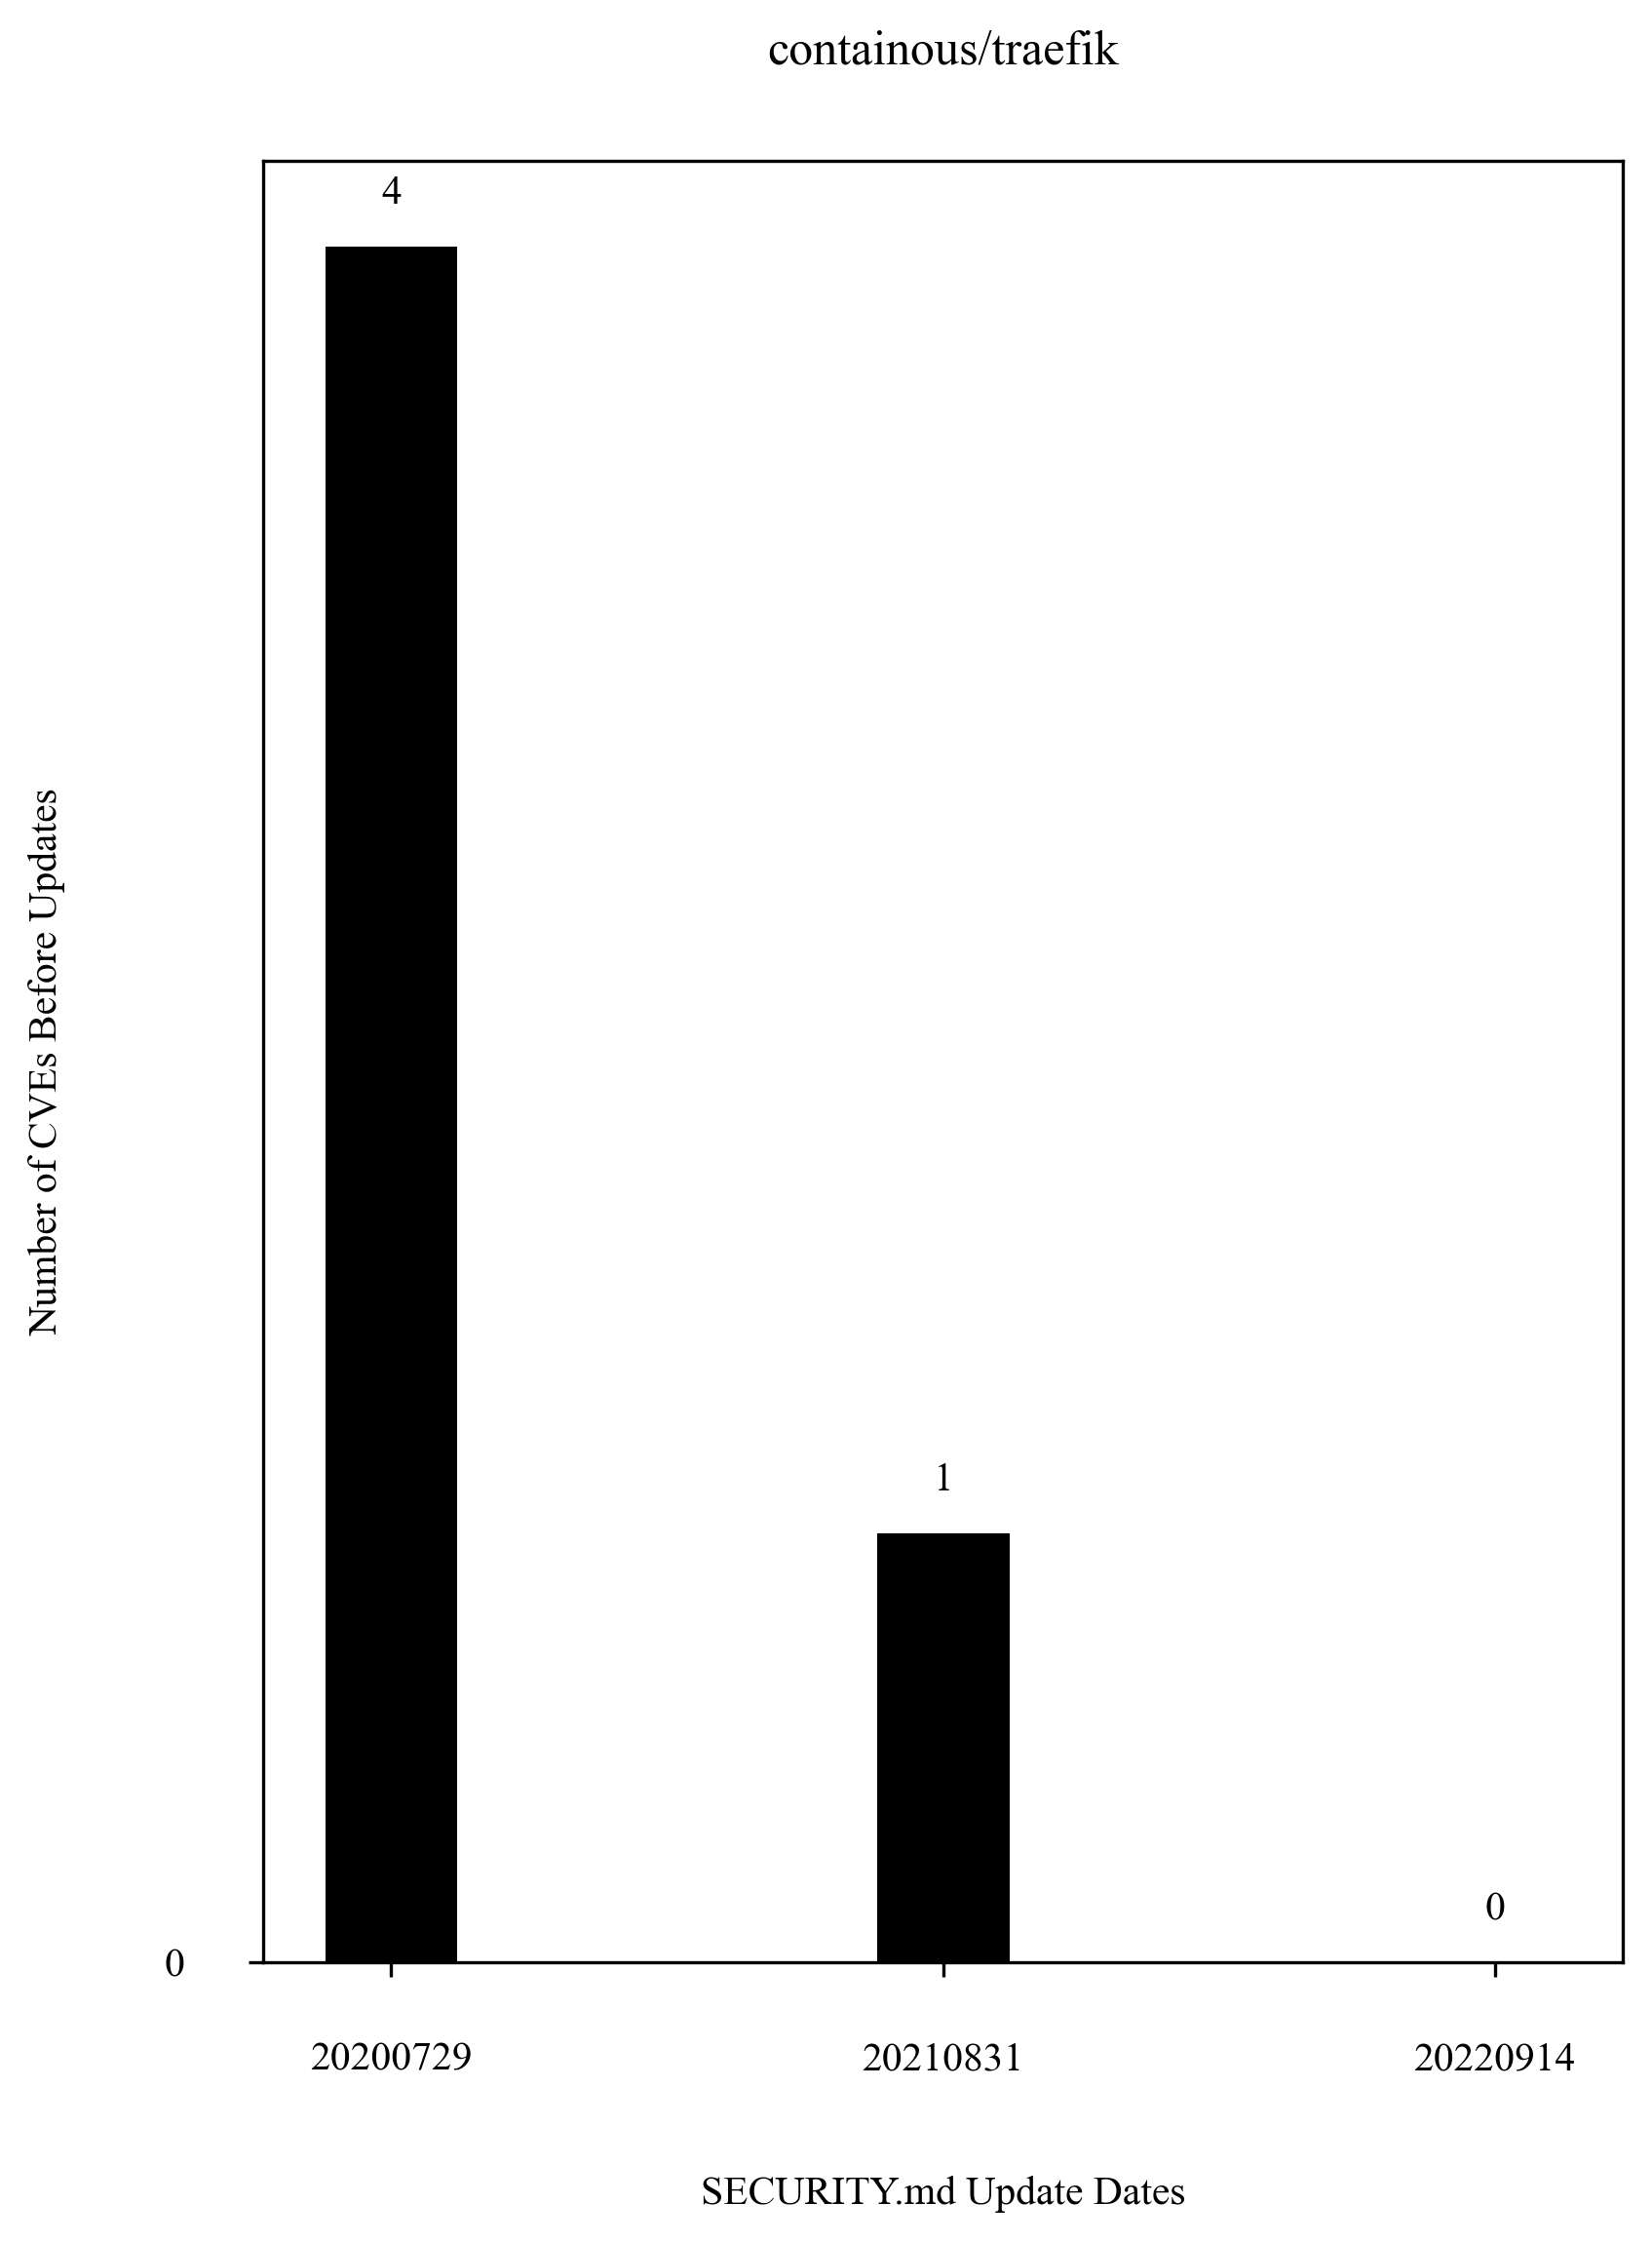 containous/traefik
4
Number of CVEs Before Updates
1
0
0
20200729 20210831 20220914
SECURITY.md Update Dates